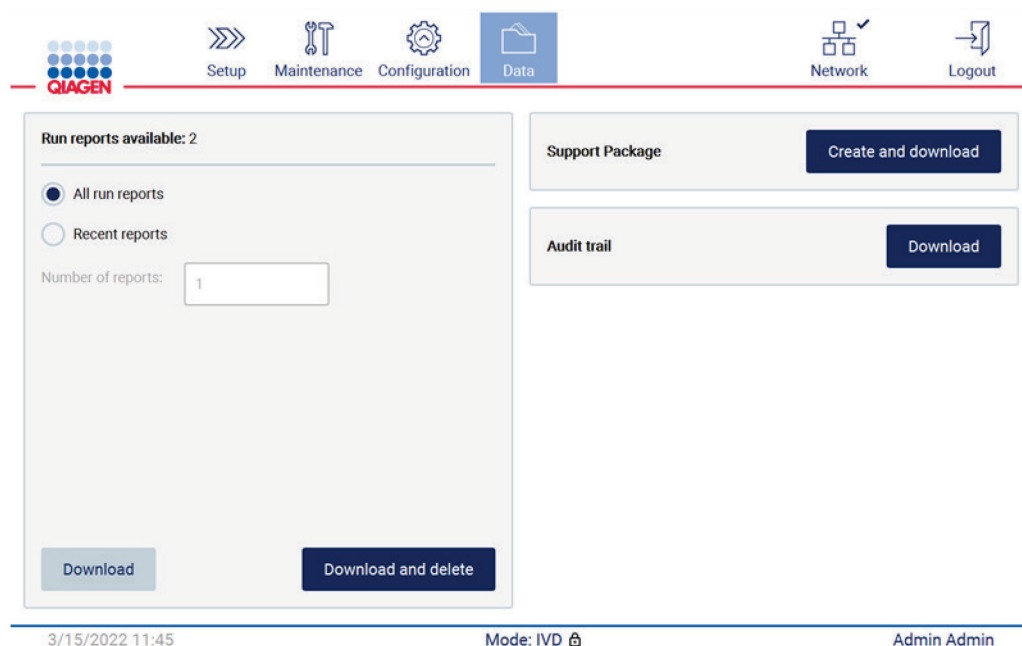 QIAGEN
Setup
Maintenance
Configuration
Data
Network
Logout
Run reports available: 2
All run reports
Recent reports
Number of reports: 1
Download
Download and delete
Support Package
Create and download
Audit trail
Download
3/15/2022 11:45
Mode: IVD
Admin Admin